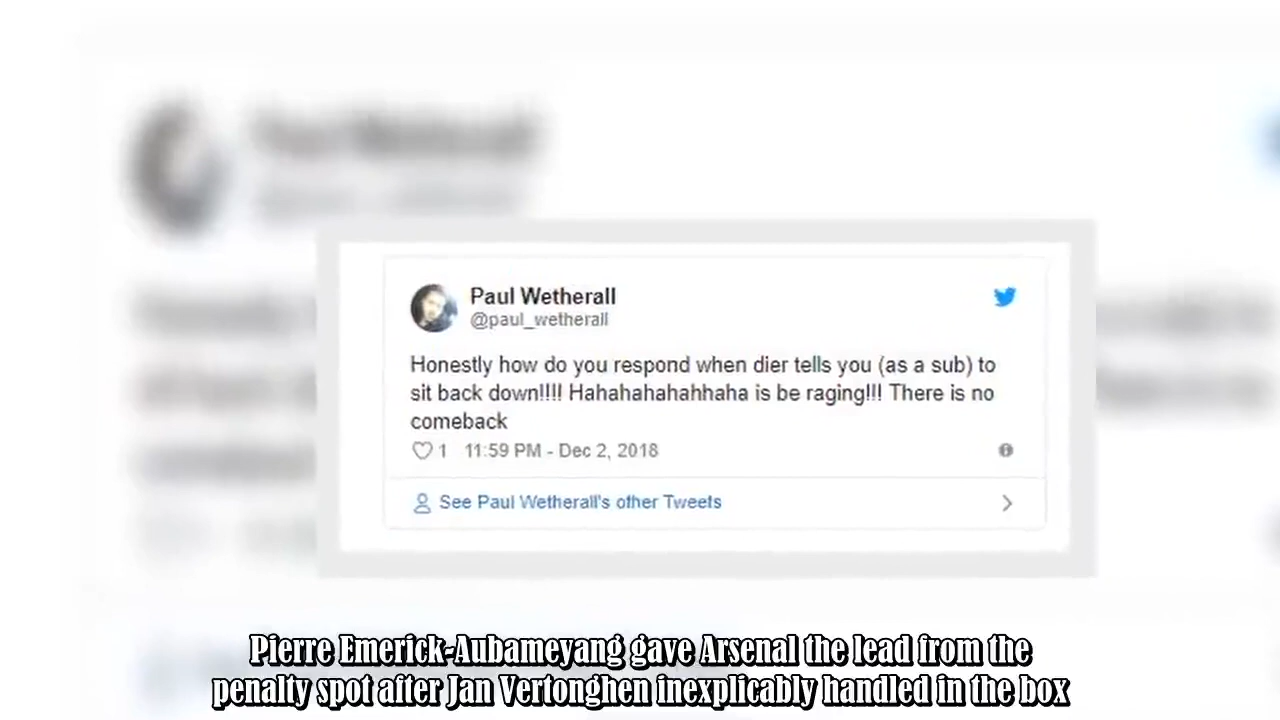 Paul Wetherall
@paul_wetherall
Honestly how do you respond when dier tells you (as a sub) to
sit back down!!!! Hahahahahahhaha is be raging!!! There is no
comeback
1 11:59 PM - Dec 2, 2018
See Paul Wetherall's other Tweets
Pierre Emerick-Aubameyang gave Arsenal the lead from the
penalty spot after Jan Vertonghen inexplicably handled in the box